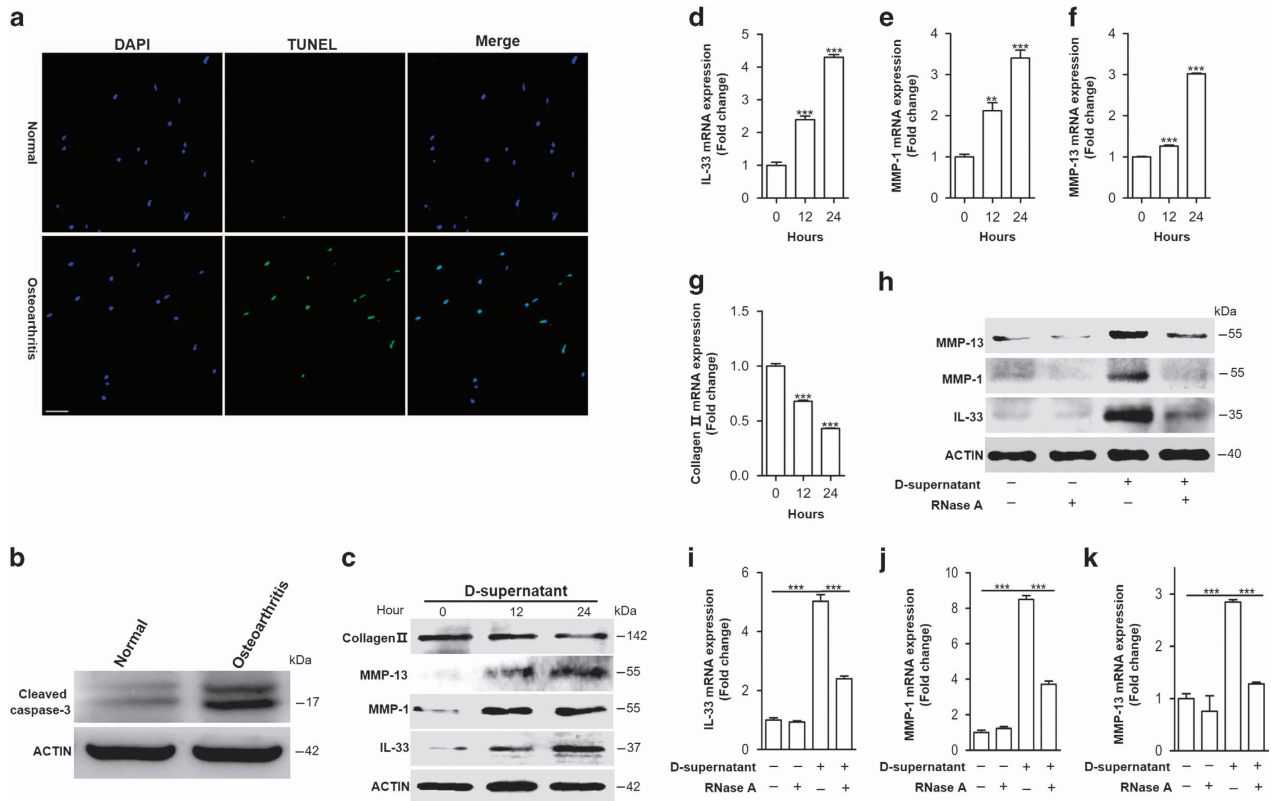 a
DAPI TUNEL Merge
Normal
Osteoarthritis
b
Normal Osteoarthritis
kDa
Cleaved
caspase-3
–17
ACTIN
–42
c
D-supernatant
Hour 0 12 24 kDa
Collagen II –142
MMP-13 –55
MMP-1 –55
IL-33 –37
ACTIN –42
d
IL-33 mRNA expression
(Fold change)
5
4
3
2
1
0
*** ***
0 12 24
Hours
e
MMP-1 mRNA expression
(Fold change)
4
3
2
1
0
** ***
0 12 24
Hours
f
MMP-13 mRNA expression
(Fold change)
4
3
2
1
0
*** ***
0 12 24
Hours
g
Collagen II mRNA expression
(Fold change)
1.5
1.0
0.5
0.0
*** ***
0 12 24
Hours
h
kDa
MMP-13 –55
MMP-1 –55
IL-33 –35
ACTIN –40
D-supernatant – – + +
RNase A – + – +
i
IL-33 mRNA expression
(Fold change)
6
4
2
0
*** ***
D-supernatant – – + +
RNase A – + – +
j
MMP-1 mRNA expression
(Fold change)
10
8
6
4
2
0
*** ***
D-supernatant – – + +
RNase A – + – +
k
MMP-13 mRNA expression
(Fold change)
3
2
1
0
*** ***
D-supernatant – – + +
RNase A – + – +